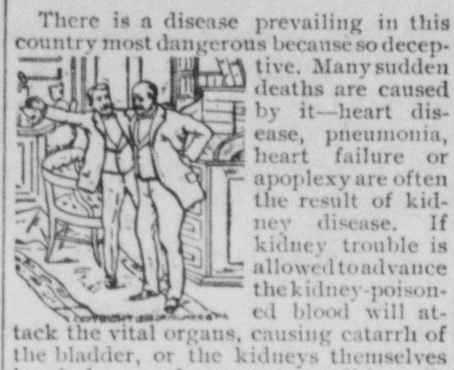 There is a disease prevailing in this
country most dangerous because so decep-
tive. Many sudden
deaths are caused
by it—heart dis-
ease, pneumonia,
heart failure or
apoplexy are often
the result of kid-
ney disease. If
kidney trouble is
allowed to advance
the kidney-poison-
ed blood will at-
tack the vital organs, causing catarrh of
the bladder, or the kidneys themselves